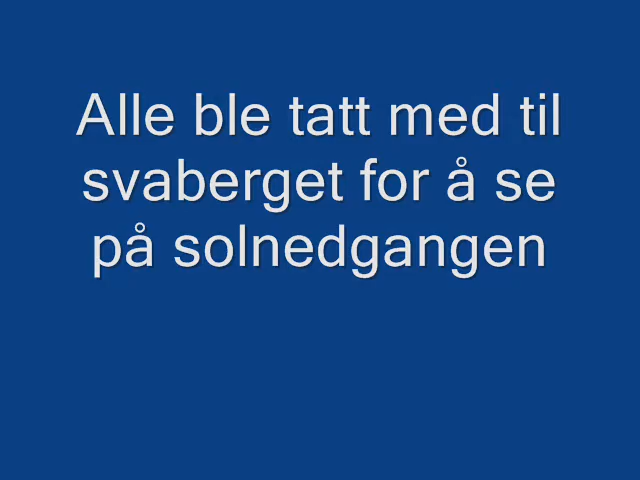 Alle ble tatt med til
svaberget for å se
på solnedgangen